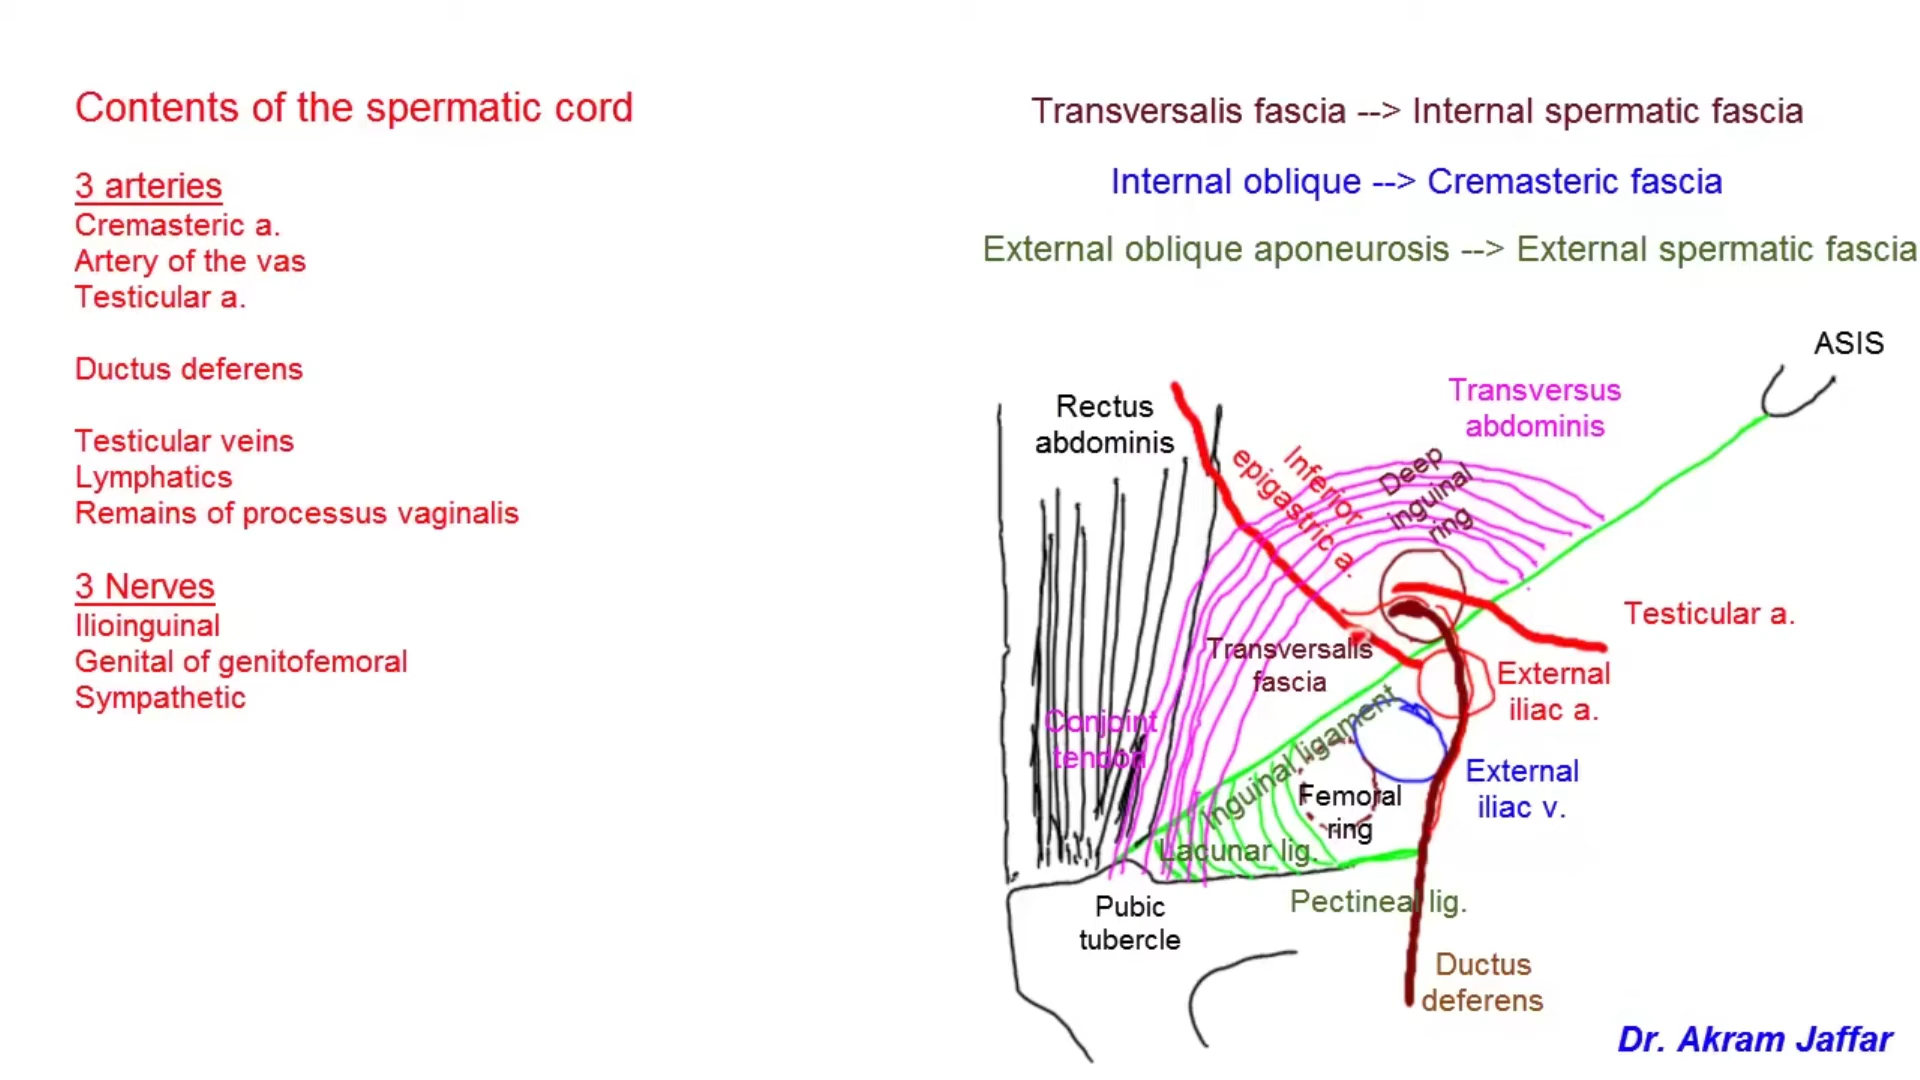 Contents of the spermatic cord
3 arteries
Cremasteric a.
Artery of the vas
Testicular a.
Ductus deferens
Testicular veins
Lymphatics
Remains of processus vaginalis
3 Nerves
Ilioinguinal
Genital of genitofemoral
Sympathetic
Transversalis fascia --> Internal spermatic fascia
Internal oblique --> Cremasteric fascia
External oblique aponeurosis --> External spermatic fascia
ASIS
Rectus
abdominis
Transversus
abdominis
Inferior
epigastric a.
Deep
inguinal
ring
Testicular a.
Transversalis
fascia
External
iliac a.
Conjoint
tendon
Inguinal ligament
External
iliac v.
Femoral
ring
Lacunar lig.
Pectineal lig.
Pubic
tubercle
Ductus
deferens
Dr. Akram Jaffar